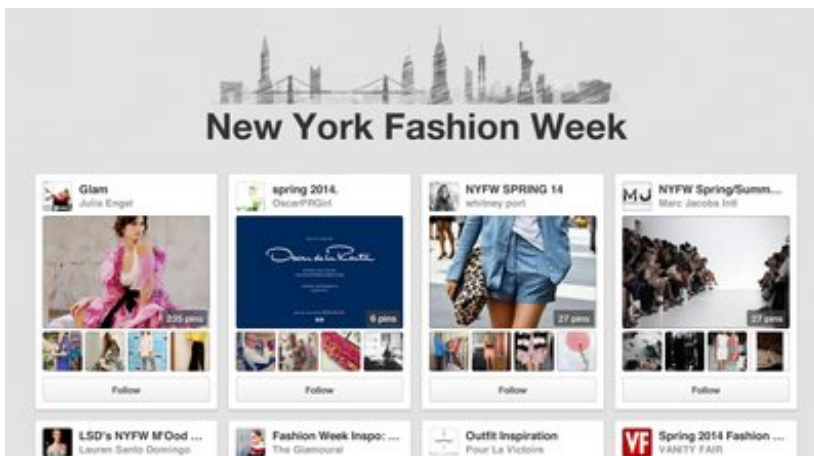 New York Fashion Week
Glam
Julia Engel
235 pins
Follow
spring 2014.
OscarPRGirl
Oscar de la Renta
6 pins
Follow
NYFW SPRING 14
whitney port
27 pins
Follow
MJ
NYFW Spring/Summ...
Marc Jacobs Intl
27 pins
Follow
LSD's NYFW M'Ood ...
Lauren Santo Domingo
Fashion Week Inspo: ...
The Glamourai
Outfit Inspiration
Pour La Victoire
VF
Spring 2014 Fashion ...
VANITY FAIR